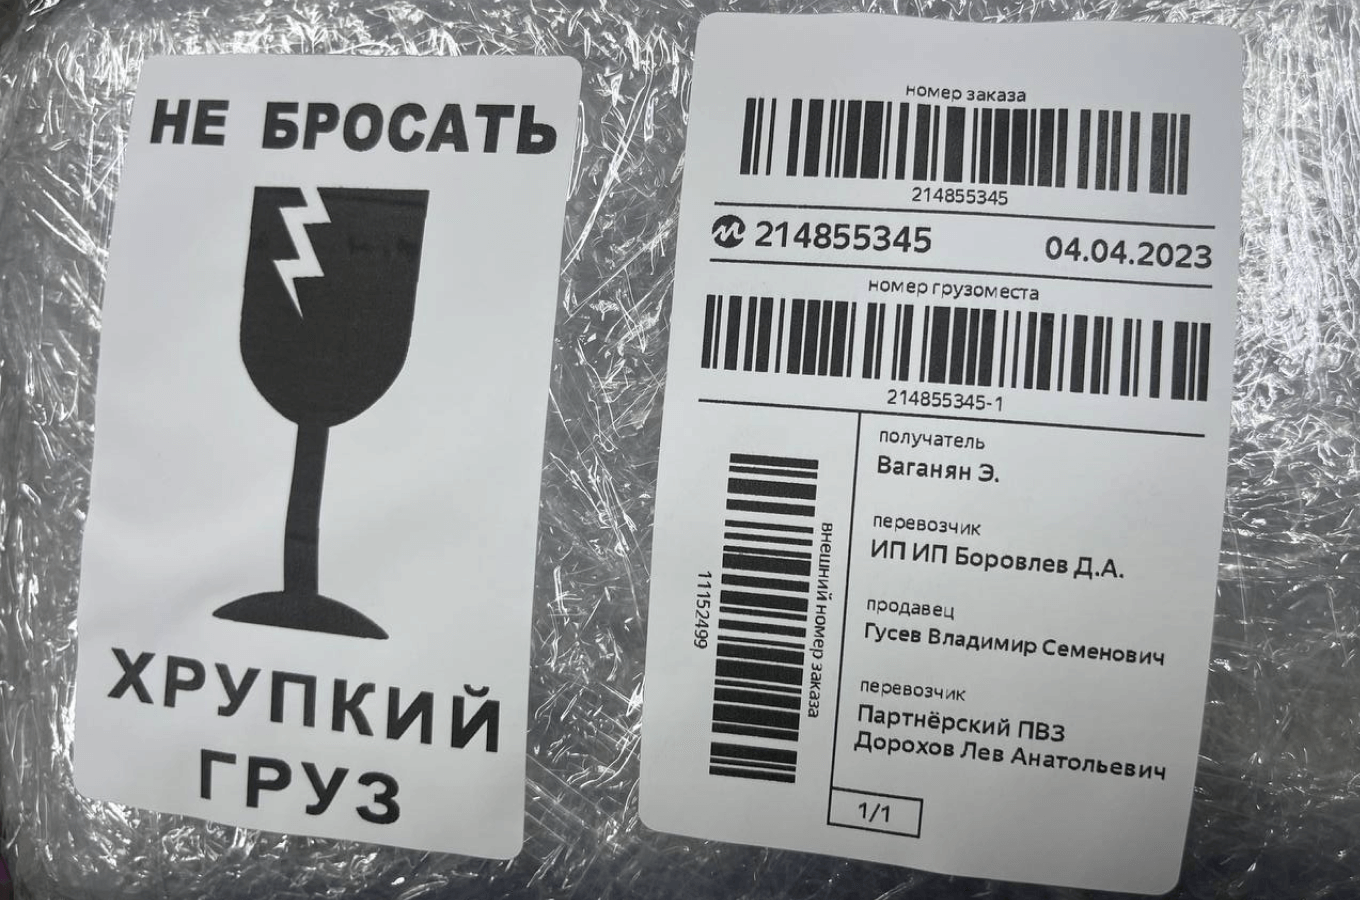 НЕ БРОСАТЬ
ХРУПКИЙ
ГРУЗ
номер заказа
214855345
214855345 04.04.2023
номер грузоместа
214855345-1
получатель
Ваганян Э.
перевозчик
ИП ИП Боровлев Д.А.
продавец
Гусев Владимир Семенович
перевозчик
Партнёрский ПВЗ
Дорохов Лев Анатольевич
внешний номер заказа
11152499
1/1